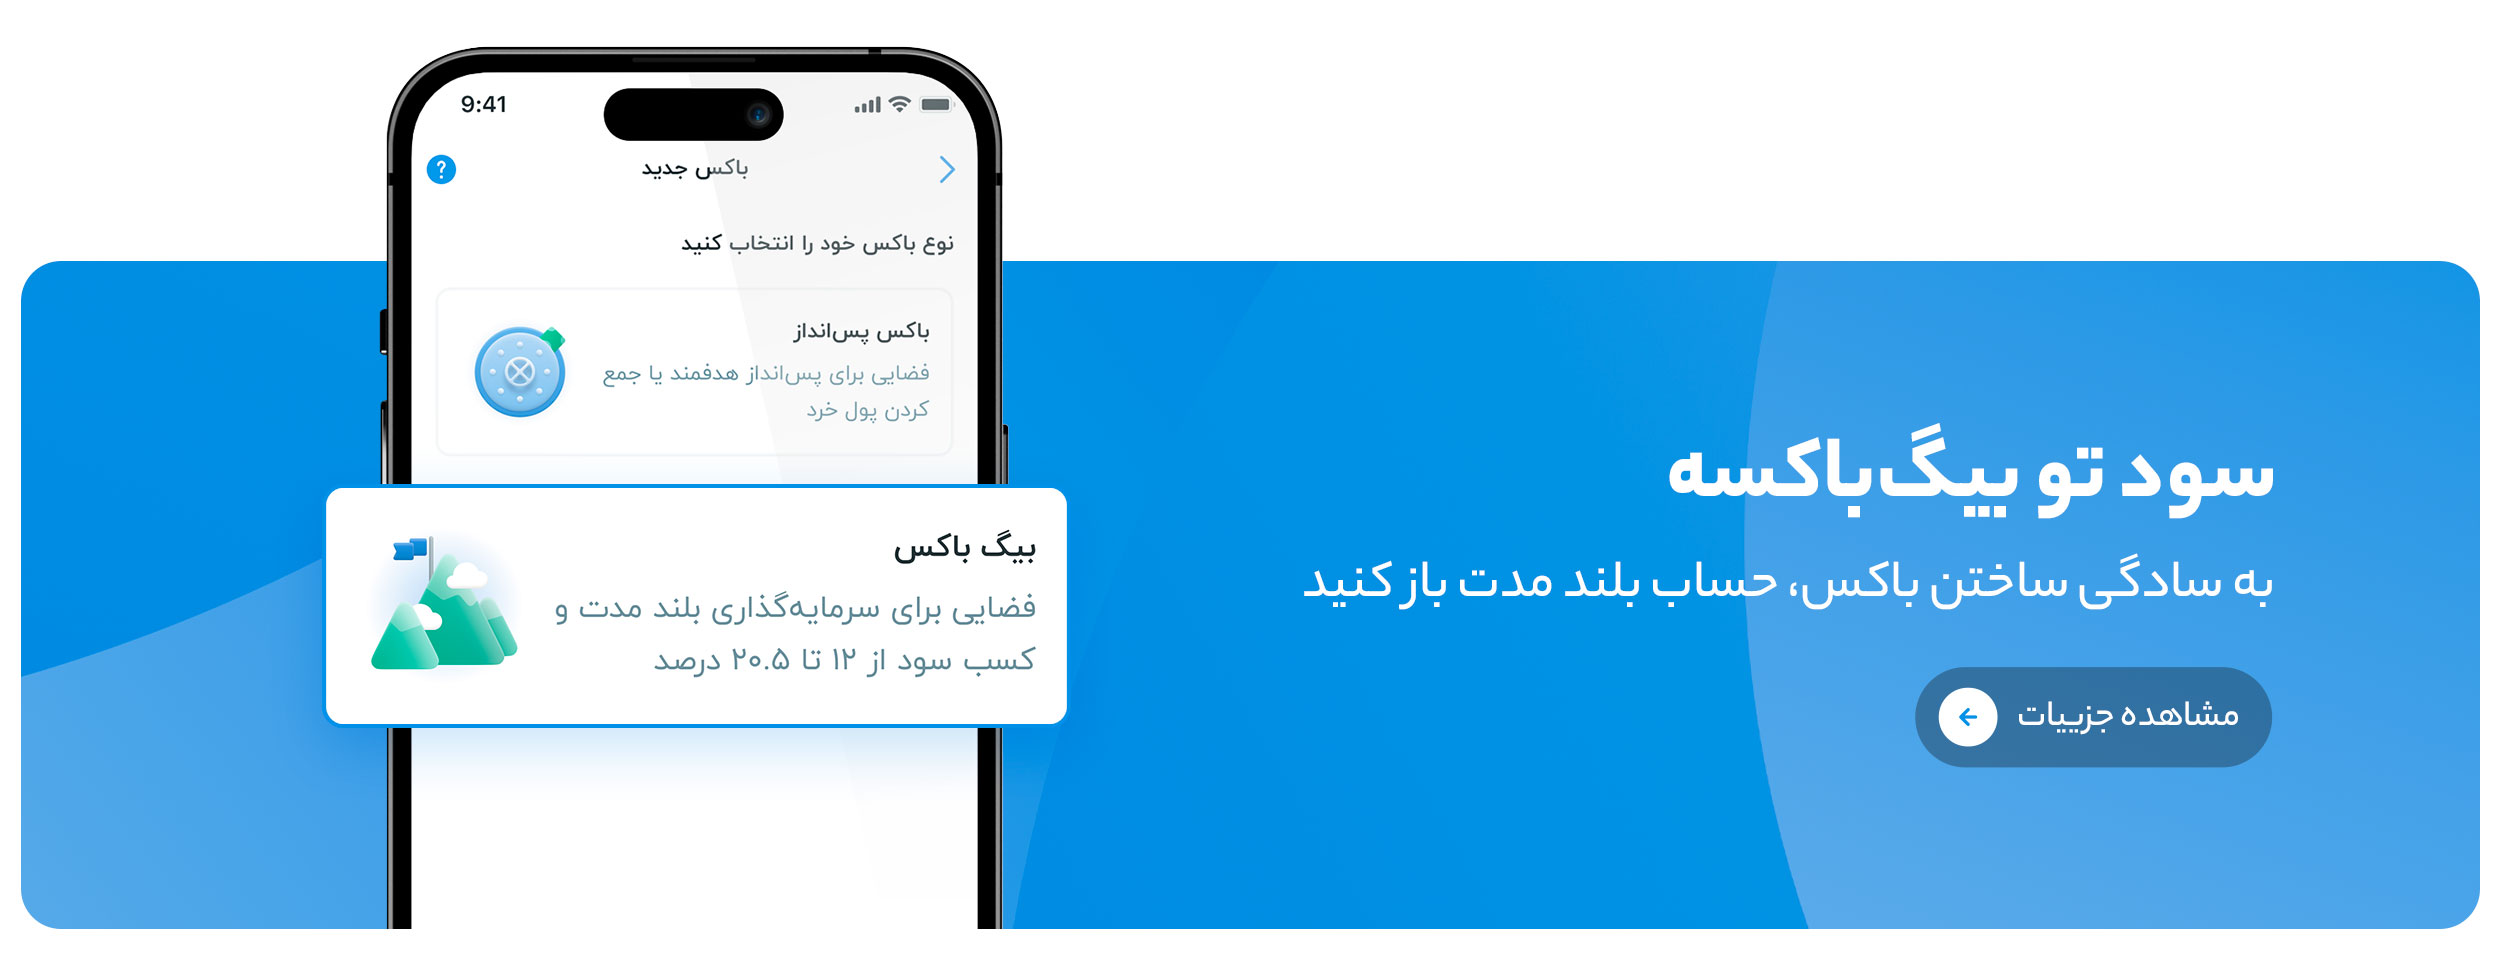 سود تو بیگ‌باکسه
به سادگی ساختن باکس، حساب بلند مدت باز کنید
مشاهده جزییات
9:41
باکس جدید
?
نوع باکس خود را انتخاب کنید
باکس پس‌انداز
فضایی برای پس‌انداز هدفمند یا جمع
کردن پول خرد
بیگ باکس
فضایی برای سرمایه‌گذاری بلند مدت و
کسب سود از ۱۲ تا ۲۰.۵ درصد